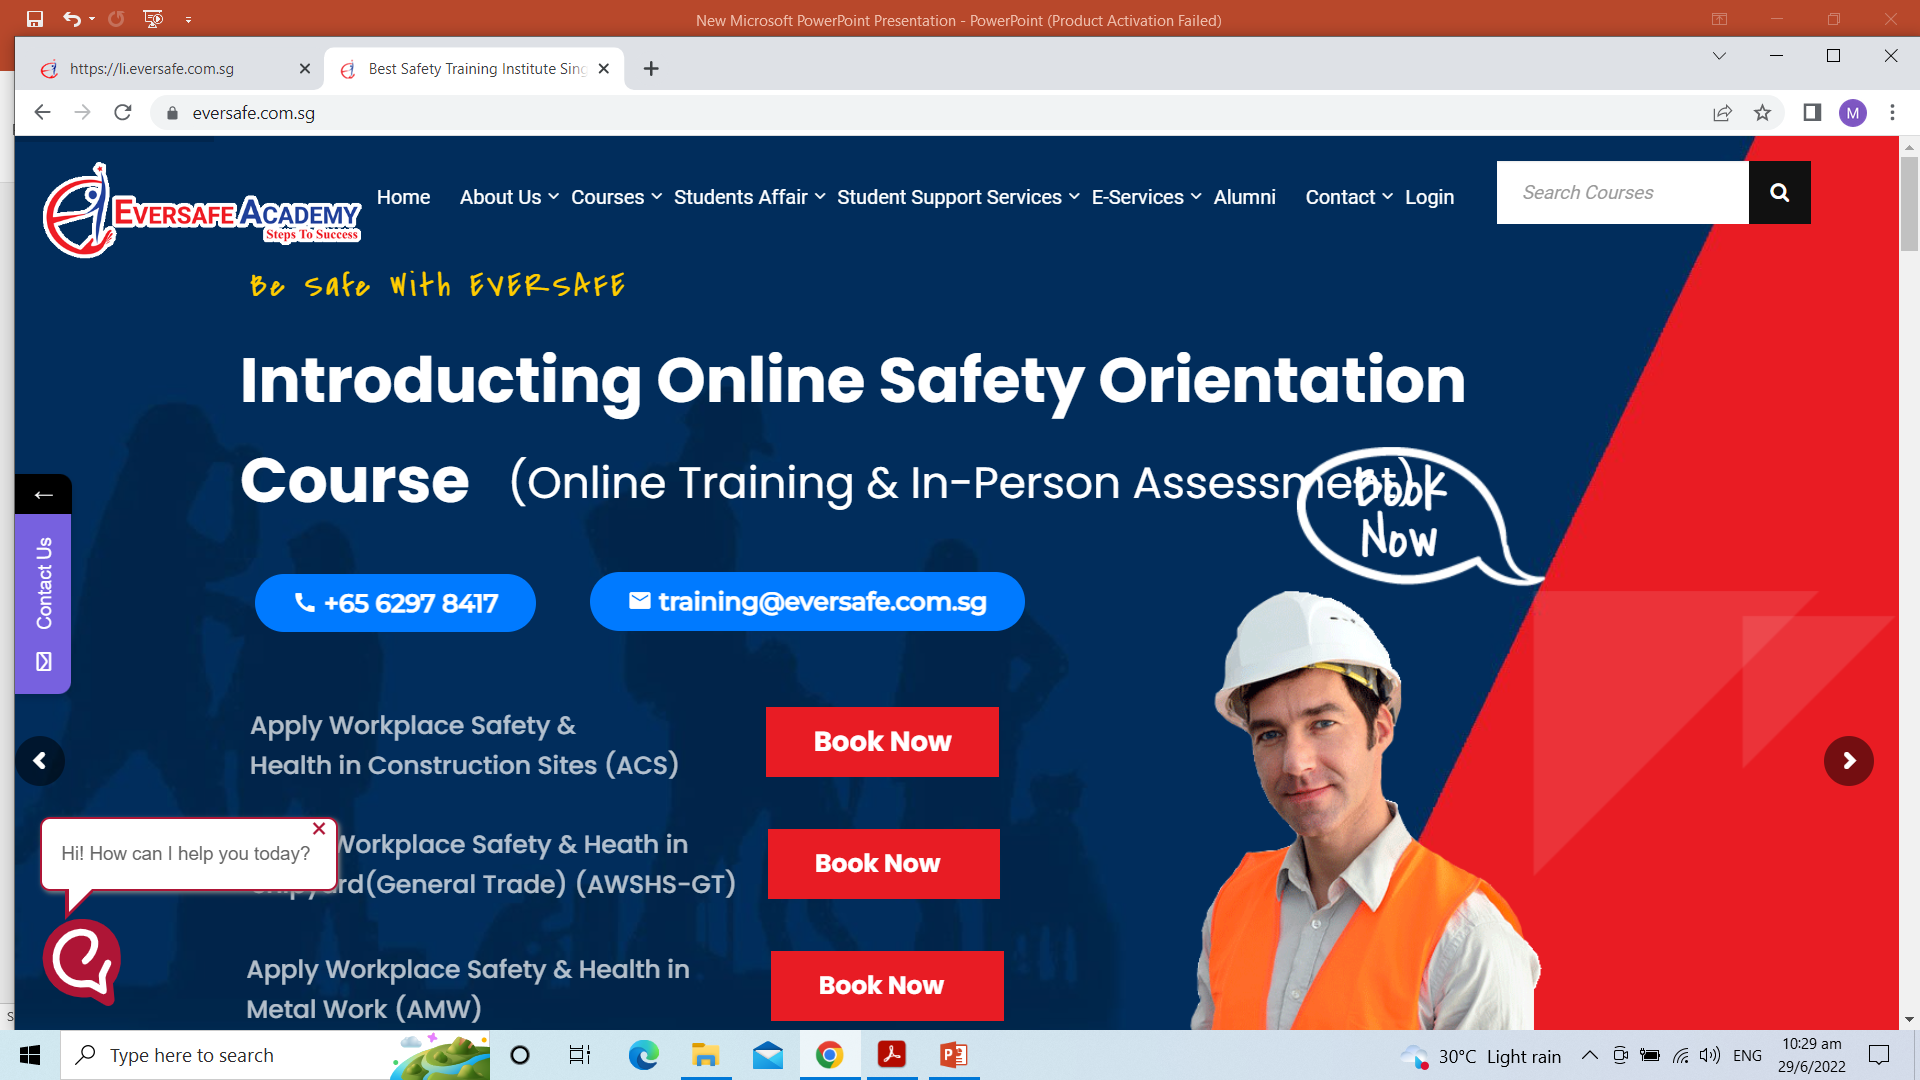 New Microsoft PowerPoint Presentation - PowerPoint (Product Activation Failed)
https://li.eversafe.com.sg
Best Safety Training Institute Sing
eversafe.com.sg
M
EVERSAFE ACADEMY
Steps To Success
Home About Us Courses Students Affair Student Support Services E-Services Alumni Contact Login
Search Courses
Be Safe With EVERSAFE
Introducting Online Safety Orientation
Course (Online Training & In-Person Assessment)
Book
Now
Contact Us
+65 6297 8417
training@eversafe.com.sg
Apply Workplace Safety &
Health in Construction Sites (ACS)
Book Now
Hi! How can I help you today?
Workplace Safety & Heath in
Shipyard(General Trade) (AWSHS-GT)
Book Now
Apply Workplace Safety & Health in
Metal Work (AMW)
Book Now
S
Type here to search
30°C Light rain
ENG
10:29 am
29/6/2022